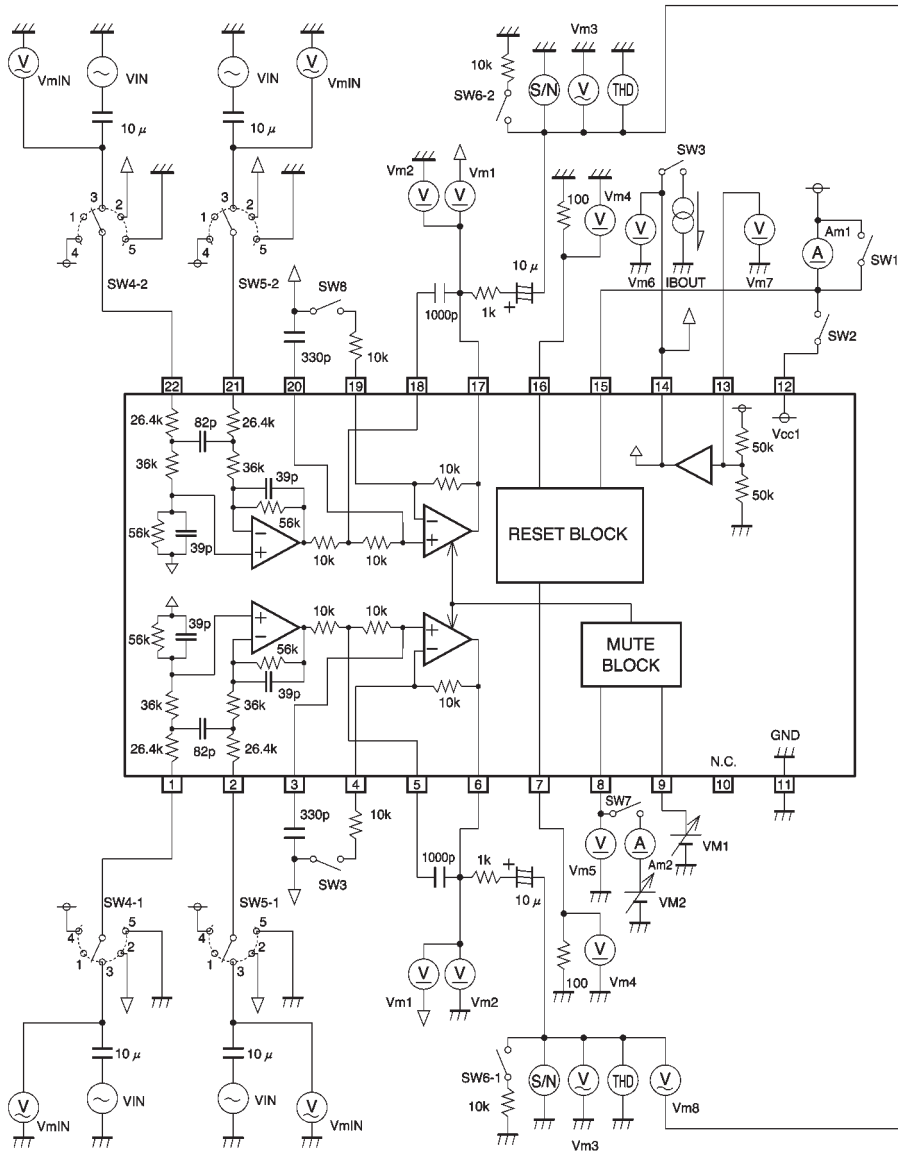 Vm3
10k
SW6-2
S/N
V
THD
V
VmIN
VIN
VIN
V
VmIN
10 μ
10 μ
SW3
Vm2
Vm1
V
V
100
Vm4
V
V
Vm6
IBOUT
V
Vm7
Am1
A
SW1
3
2
1
4
5
SW4-2
3
2
1
4
5
SW5-2
SW8
10 μ
1000p
1k
+
SW2
330p
10k
22
21
20
19
18
17
16
15
14
13
12
26.4k
82p
26.4k
36k
36k
39p
56k
56k
39p
10k
10k
10k
RESET BLOCK
Vcc1
50k
50k
−
+
−
+
10k
10k
+
−
+
−
39p
56k
56k
39p
10k
MUTE
BLOCK
36k
36k
82p
26.4k
26.4k
GND
N.C.
1
2
3
4
5
6
7
8
9
10
11
330p
10k
SW3
1000p
1k
+
10 μ
SW7
V
Vm5
A
Am2
VM1
VM2
SW4-1
5
4
2
1
3
SW5-1
5
4
2
1
3
V
V
Vm1
Vm2
100
V
Vm4
10 μ
10 μ
V
VmIN
VIN
VIN
V
VmIN
SW6-1
10k
S/N
V
THD
V
Vm8
Vm3